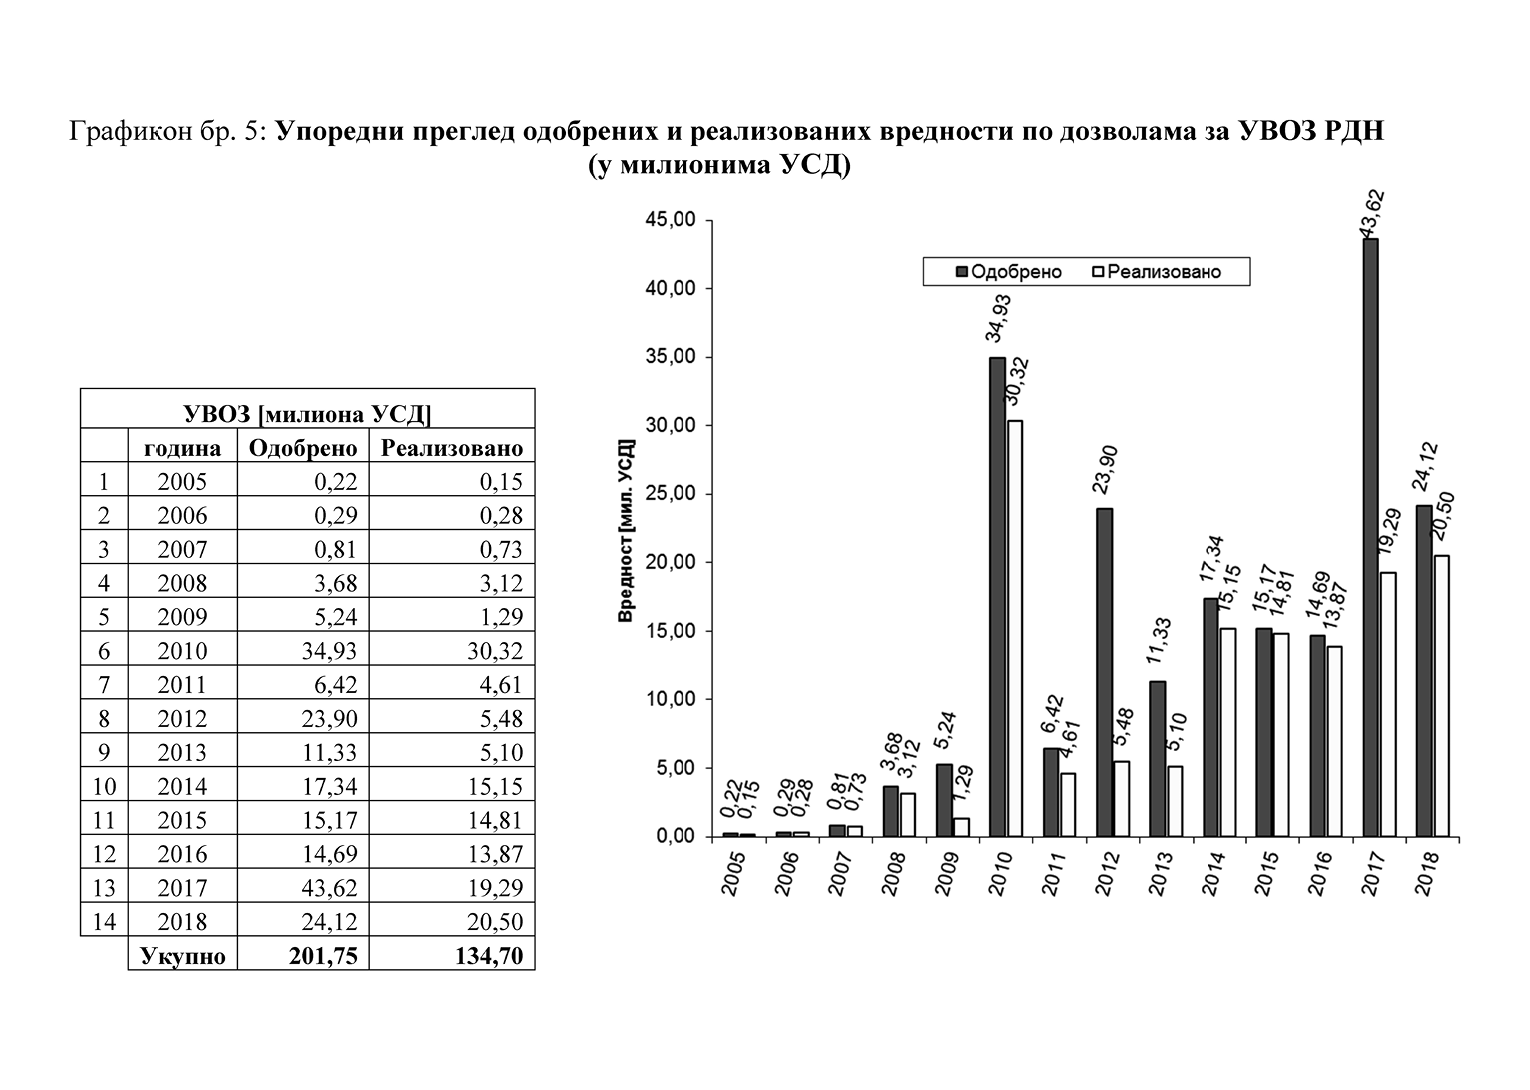 Графикон бр. 5: Упоредни преглед одобрених и реализованих вредности по дозволама за УВОЗ РДН
(у милионима УСД)
УВОЗ [милиона УСД]
година Одобрено Реализовано
1 2005 0,22 0,15
2 2006 0,29 0,28
3 2007 0,81 0,73
4 2008 3,68 3,12
5 2009 5,24 1,29
6 2010 34,93 30,32
7 2011 6,42 4,61
8 2012 23,90 5,48
9 2013 11,33 5,10
10 2014 17,34 15,15
11 2015 15,17 14,81
12 2016 14,69 13,87
13 2017 43,62 19,29
14 2018 24,12 20,50
Укупно 201,75 134,70
Вредност [мил. УСД]
45,00
40,00
35,00
30,00
25,00
20,00
15,00
10,00
5,00
0,00
Одобрено Реализовано
0,22 0,15
0,29 0,28
0,81 0,73
3,68 3,12
5,24 1,29
34,93 30,32
6,42 4,61
23,90 5,48
11,33 5,10
17,34 15,15
15,17 14,81
14,69 13,87
43,62 19,29
24,12 20,50
2005 2006 2007 2008 2009 2010 2011 2012 2013 2014 2015 2016 2017 2018